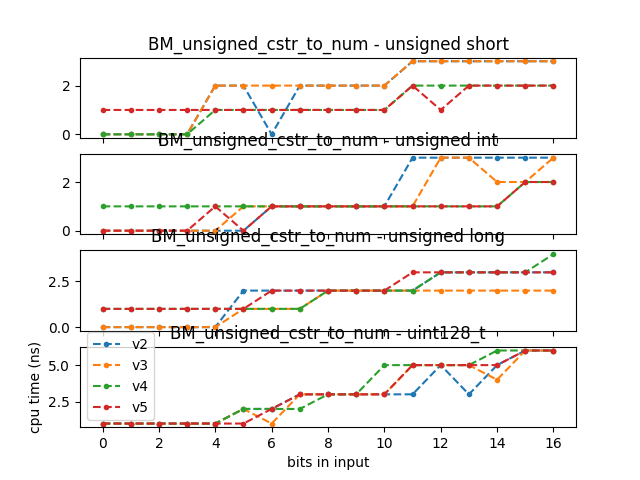 BM_unsigned_cstr_to_num - unsigned short
2
0
BM_unsigned_cstr_to_num - unsigned int
2
0
BM_unsigned_cstr_to_num - unsigned long
2.5
0.0
BM_unsigned_cstr_to_num - uint128_t
cpu time (ns)
5.0
2.5
v2
v3
v4
v5
0 2 4 6 8 10 12 14 16
bits in input